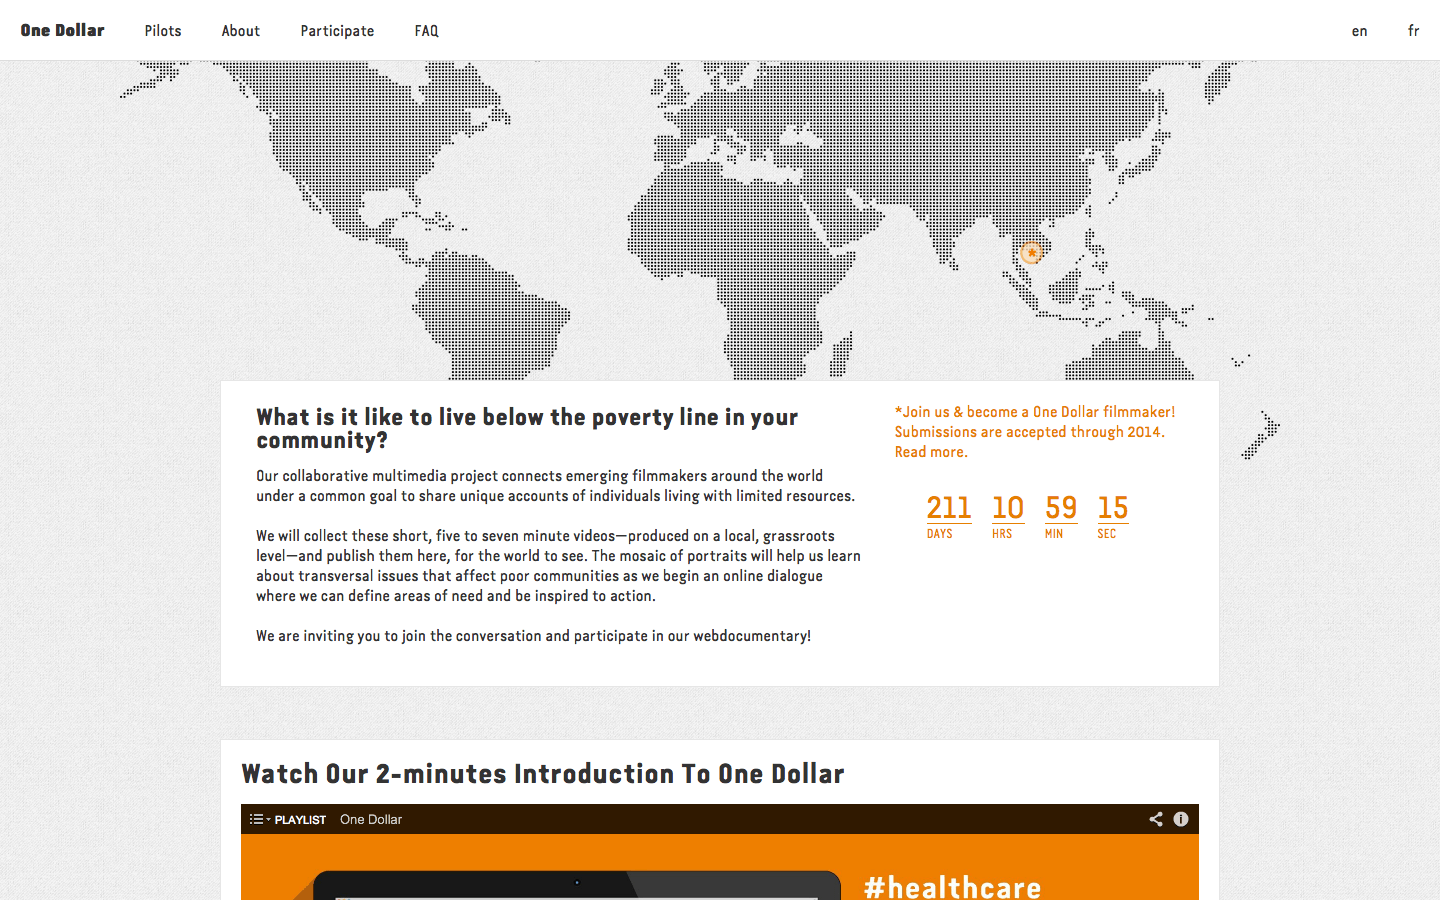 One Dollar Pilots About Participate FAQ en fr
*
What is it like to live below the poverty line in your
community?
Our collaborative multimedia project connects emerging filmmakers around the world
under a common goal to share unique accounts of individuals living with limited resources.
We will collect these short, five to seven minute videos—produced on a local, grassroots
level—and publish them here, for the world to see. The mosaic of portraits will help us learn
about transversal issues that affect poor communities as we begin an online dialogue
where we can define areas of need and be inspired to action.
We are inviting you to join the conversation and participate in our webdocumentary!
*Join us & become a One Dollar filmmaker!
Submissions are accepted through 2014.
Read more.
211 10 59 15
DAYS HRS MIN SEC
Watch Our 2-minutes Introduction To One Dollar
PLAYLIST One Dollar
#healthcare